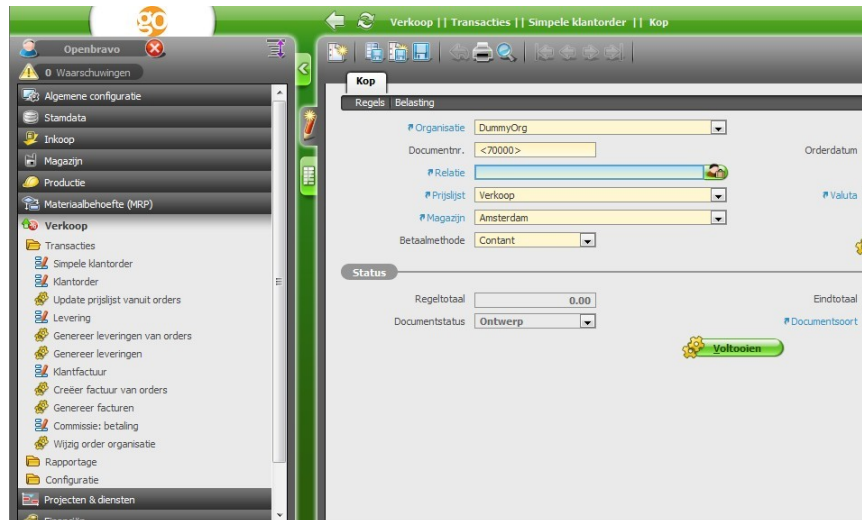 go
Verkoop || Transacties || Simpele klantorder || Kop
Openbravo
0 Waarschuwingen
Algemene configuratie
Stamdata
Inkoop
Magazijn
Productie
Materiaalbehoefte (MRP)
Verkoop
Transacties
Simpele klantorder
Klantorder
Update prijslijst vanuit orders
Levering
Genereer leveringen van orders
Genereer leveringen
Klantfactuur
Creëer factuur van orders
Genereer facturen
Commissie: betaling
Wijzig order organisatie
Rapportage
Configuratie
Projecten & diensten
Kop
Regels Belasting
Organisatie DummyOrg
Documentnr. <70000> Orderdatum
Relatie
Prijslijst Verkoop Valuta
Magazijn Amsterdam
Betaalmethode Contant
Status
Regeltotaal 0.00 Eindtotaal
Documentstatus Ontwerp Documentsoort
Voltooien